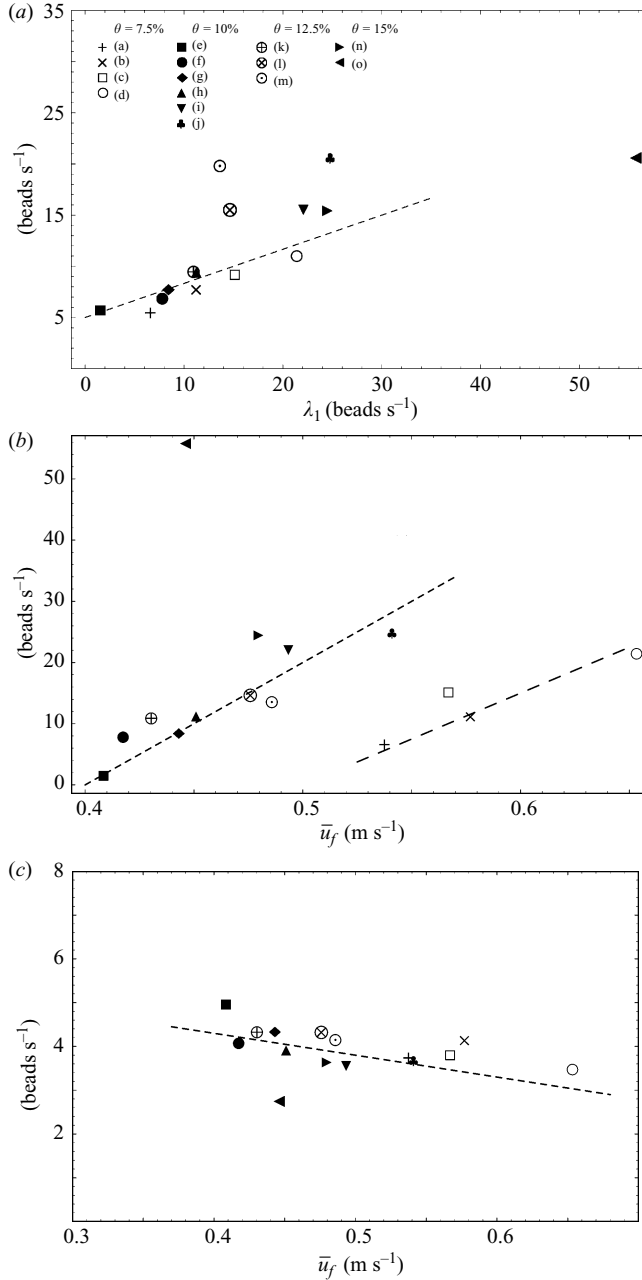 (a)
35
θ = 7.5% θ = 10% θ = 12.5% θ = 15%
(a) (e) (k) (n)
(b) (f) (l) (o)
(c) (g) (m)
(d) (h)
(i)
(j)
25
15
5
(beads s⁻¹)
0 10 20 30 40 50
λ₁ (beads s⁻¹)
(b)
50
40
30
20
10
0
(beads s⁻¹)
0.4 0.5 0.6
ū_f (m s⁻¹)
(c)
8
6
4
2
(beads s⁻¹)
0.3 0.4 0.5 0.6
ū_f (m s⁻¹)